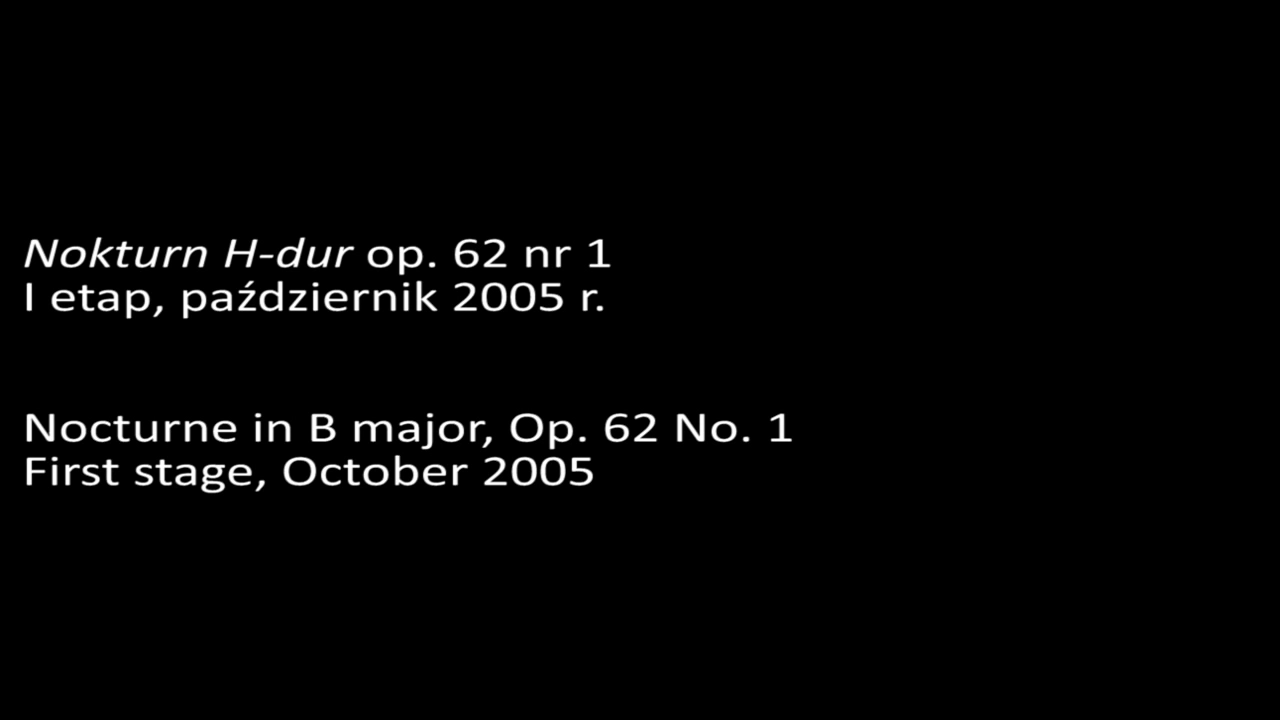 Nokturn H-dur op. 62 nr 1
I etap, październik 2005 r.
Nocturne in B major, Op. 62 No. 1
First stage, October 2005